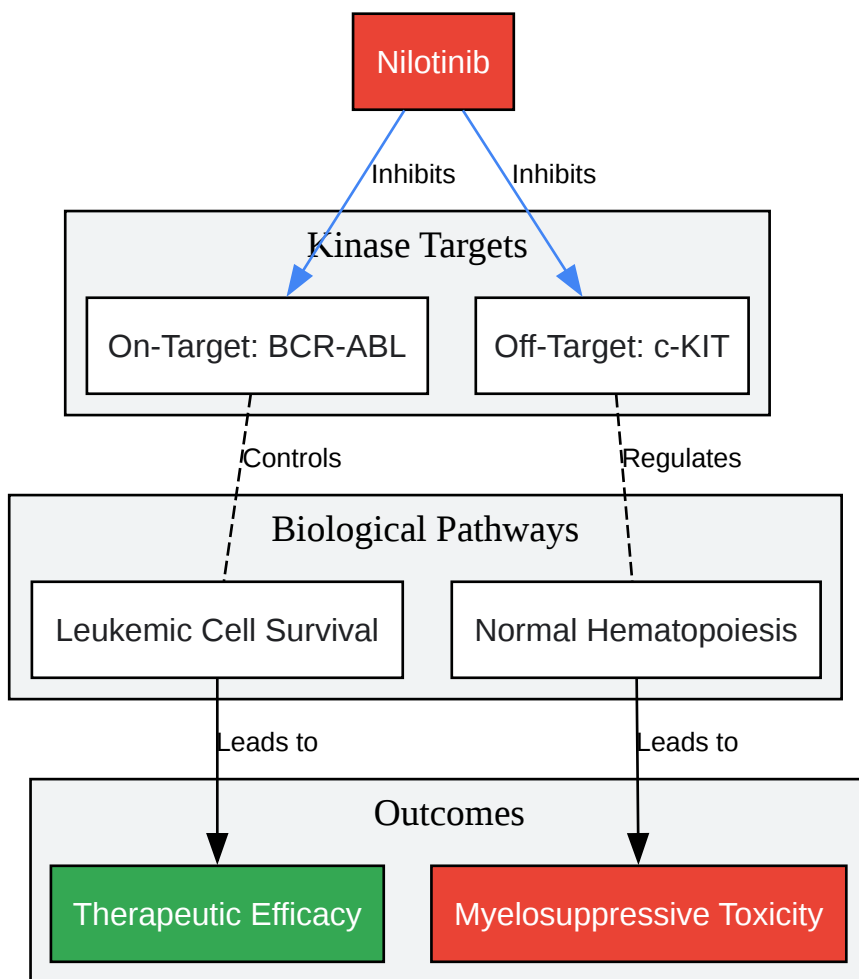 Nilotinib
Inhibits
Inhibits
Kinase Targets
On-Target: BCR-ABL
Off-Target: c-KIT
Controls
Regulates
Biological Pathways
Leukemic Cell Survival
Normal Hematopoiesis
Leads to
Leads to
Outcomes
Therapeutic Efficacy
Myelosuppressive Toxicity